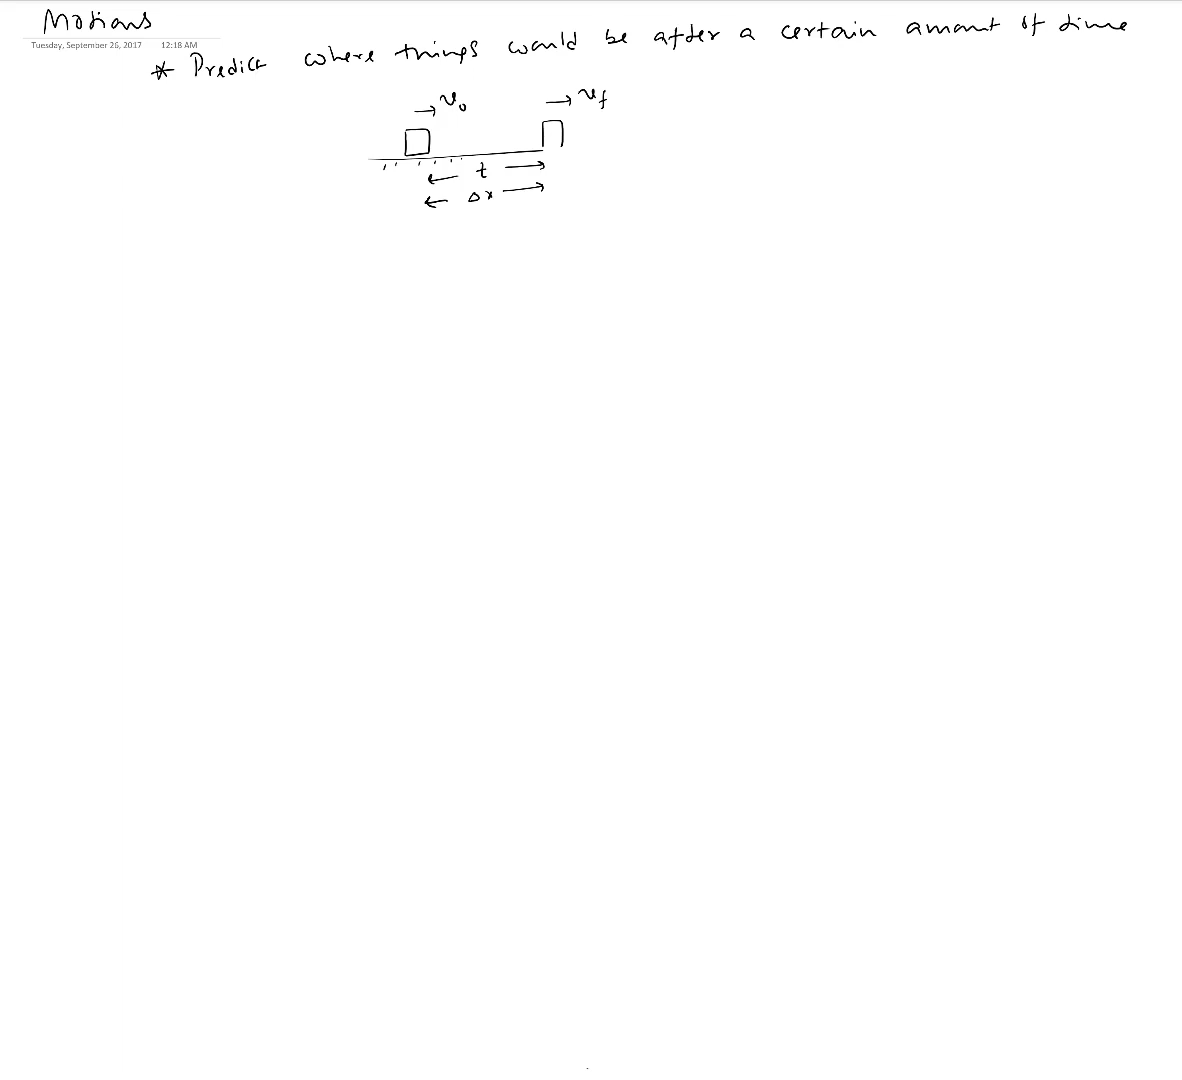 Motions
Tuesday, September 26, 2017 12:18 AM
* Predict where things would be after a certain amount of time
→ v₀ → v_f
← t →
← Δx →